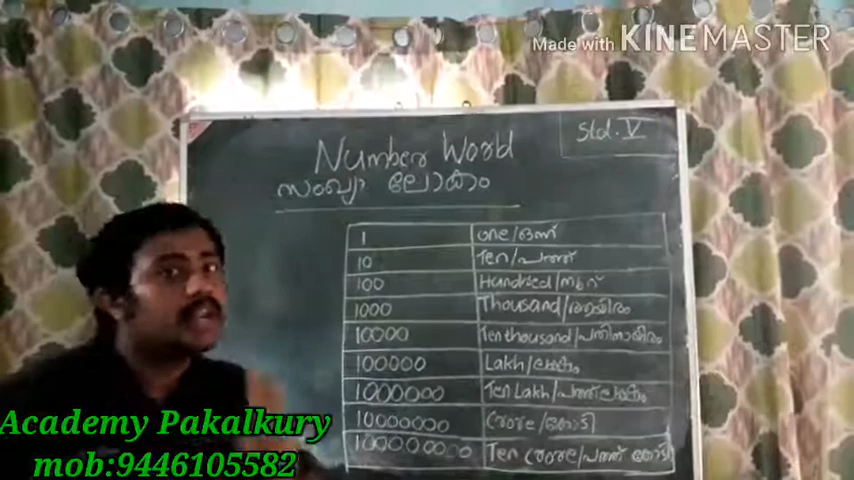 Made with KINEMASTER
Std. V
Number World
സംഖ്യാ ലോകം
1 one/ഒന്ന്
10 Ten/പത്ത്
100 Hundred/നൂറ്
1000 Thousand/ആയിരം
10000 Ten thousand/പതിനായിരം
100000 Lakh/ലക്ഷം
1000000 Ten Lakh/പത്ത് ലക്ഷം
10000000 Crore/കോടി
100000000 Ten Crore/പത്ത് കോടി
Academy Pakalkury
mob:9446105582